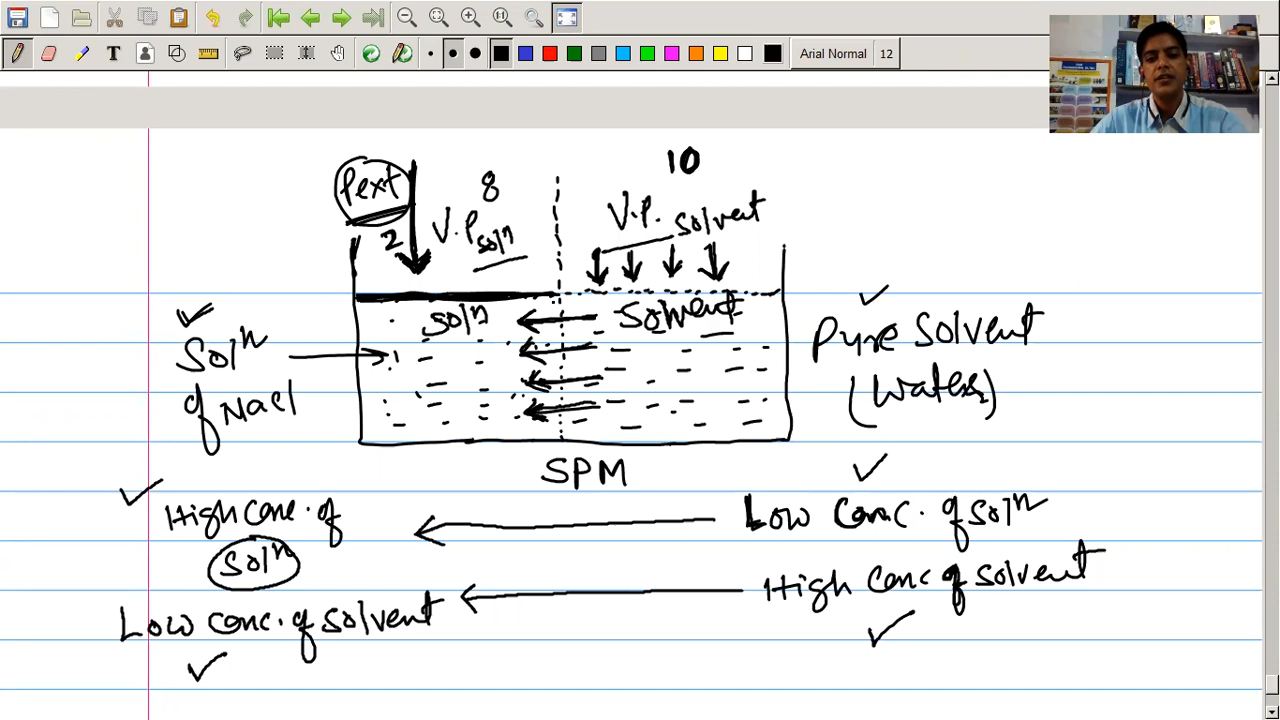 Arial Normal 12
10
Pext
8
V.P. solvent
2
V.P soln
soln
Solvent
Soln
of Nacl
Pure Solvent
(Water)
SPM
High conc. of
Soln
Low conc. of soln
High conc of solvent
Low conc. of solvent